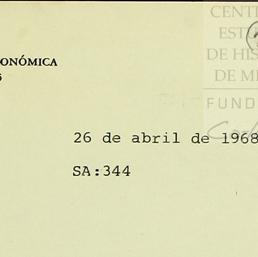 CENT
EST
DE HIS
ONÓMICA
DE M
FUND
26 de abril de 1968
SA:344